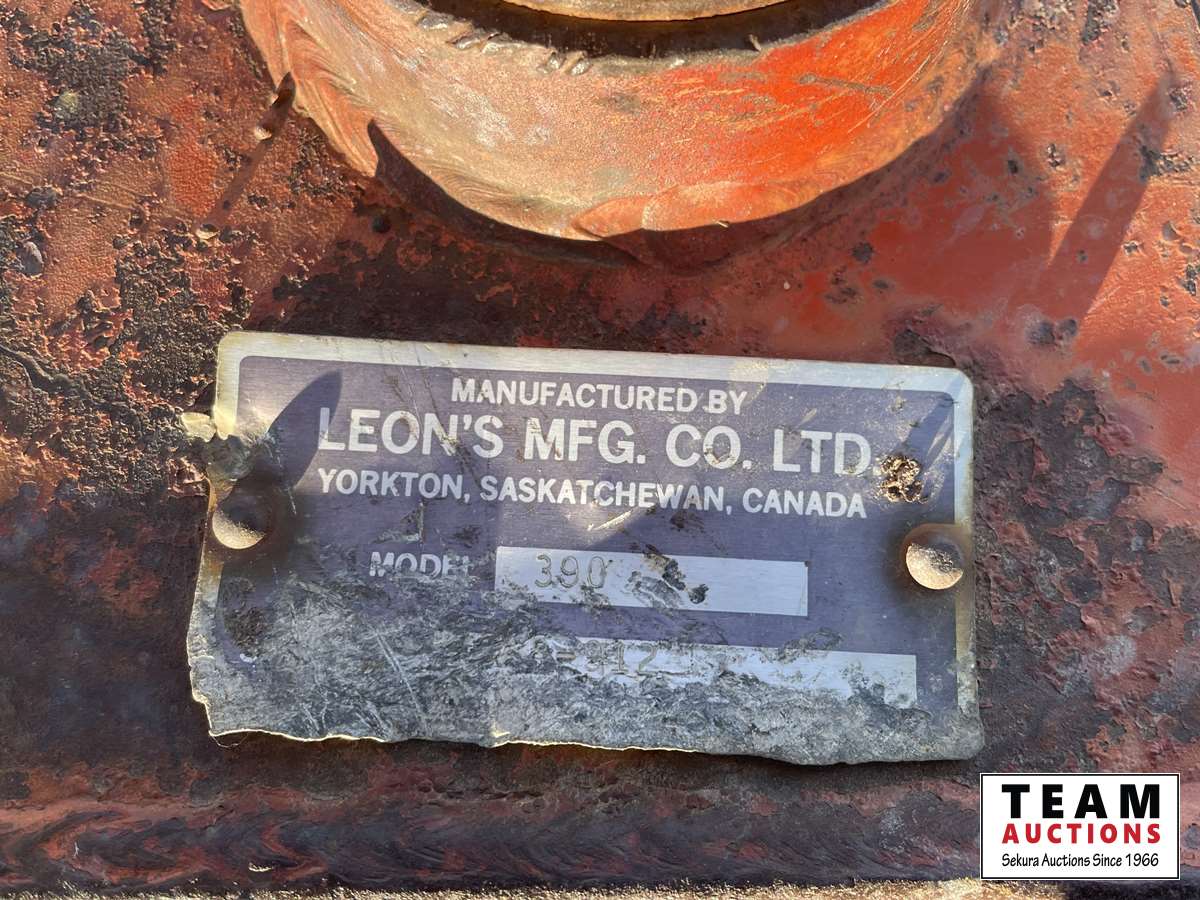 MANUFACTURED BY
LEON'S MFG. CO. LTD.
YORKTON, SASKATCHEWAN, CANADA
MODEL 390
TEAM
AUCTIONS
Sekura Auctions Since 1966